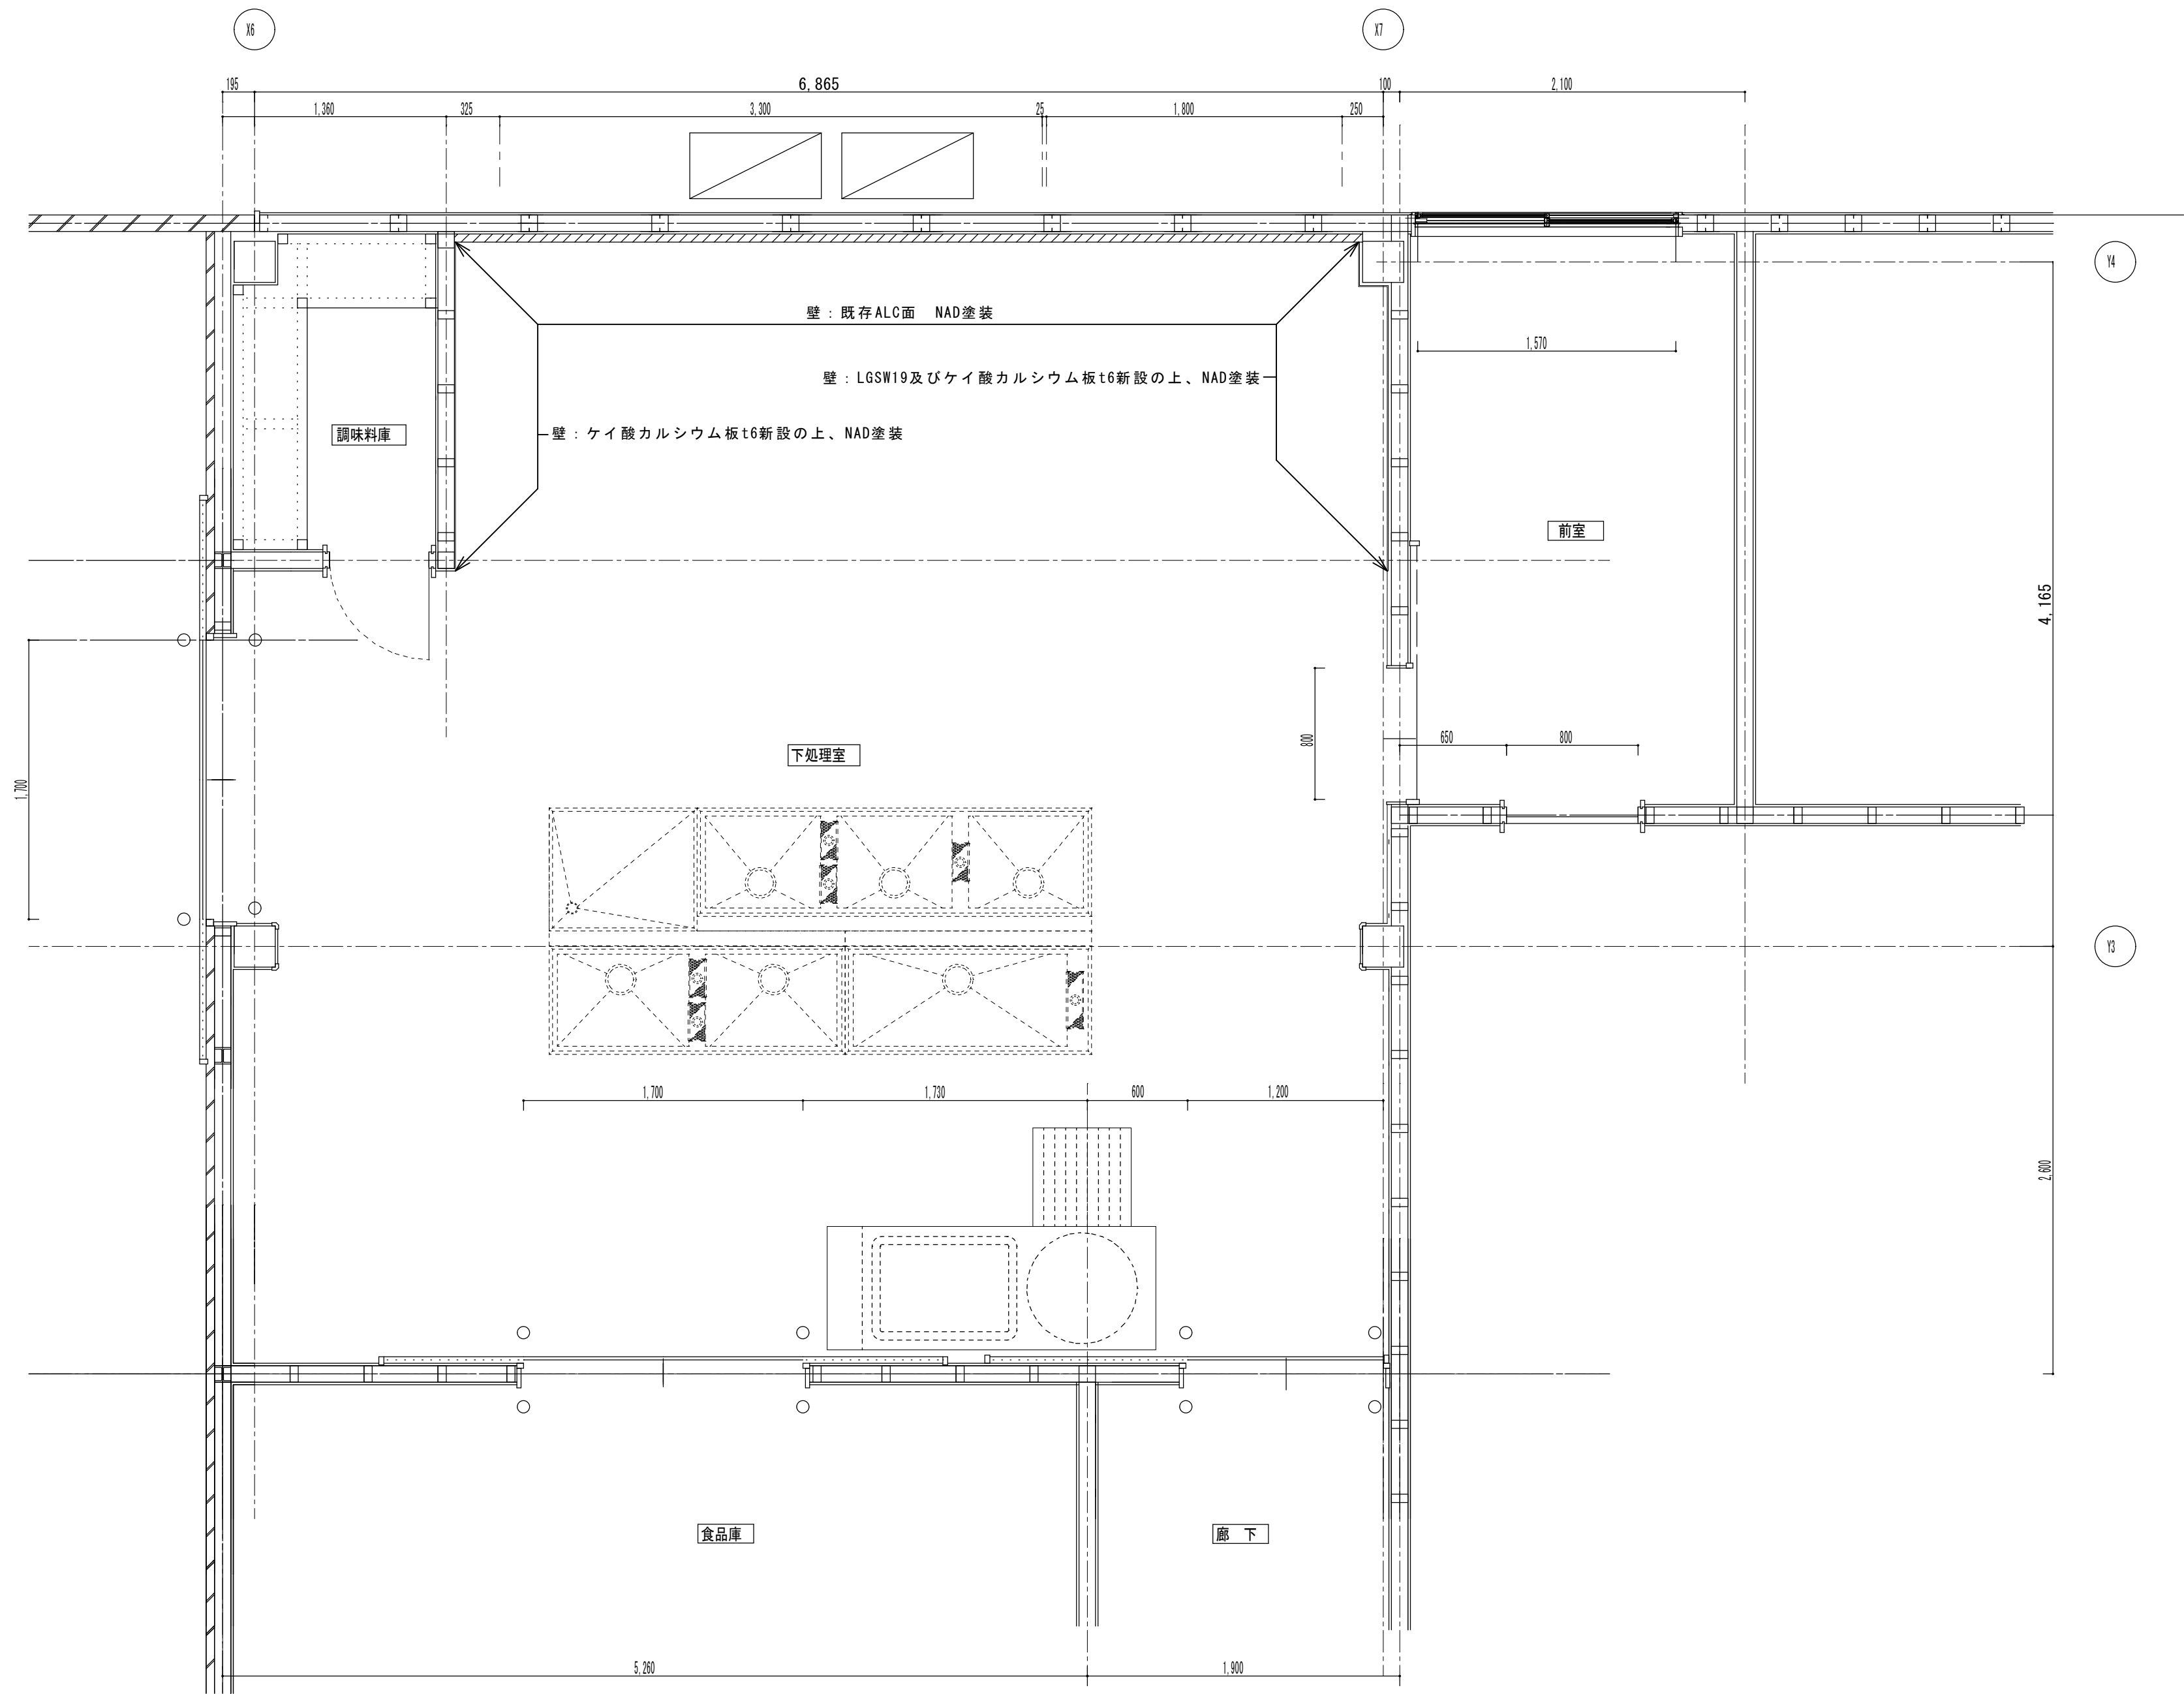 X6
X7
195
6,865
100
2,100
1,360
325
3,300
25
1,800
250
Y4
壁：既存ALC面　NAD塗装
1,570
壁：LGSW19及びケイ酸カルシウム板t6新設の上、NAD塗装
壁：ケイ酸カルシウム板t6新設の上、NAD塗装
調味料庫
前室
4,165
650
800
800
下処理室
1,700
Y3
1,700
1,730
600
1,200
2,600
食品庫
廊　下
5,260
1,900